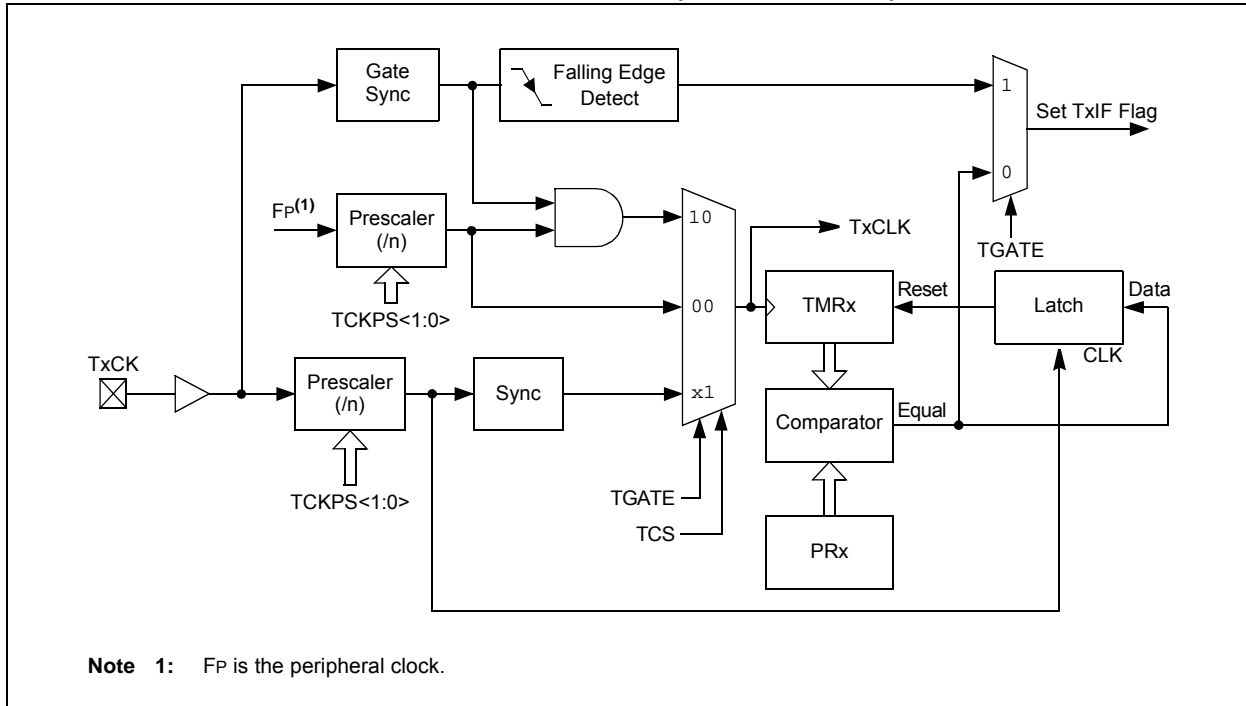 Gate
Sync
Falling Edge
Detect
1
Set TxIF Flag
0
FP(1)
Prescaler
(/n)
10
TxCLK
TGATE
TCKPS<1:0>
00
TMRx
Reset
Latch
Data
CLK
TxCK
Prescaler
(/n)
Sync
x1
Comparator
Equal
TCKPS<1:0>
TGATE
TCS
PRx
Note 1: FP is the peripheral clock.